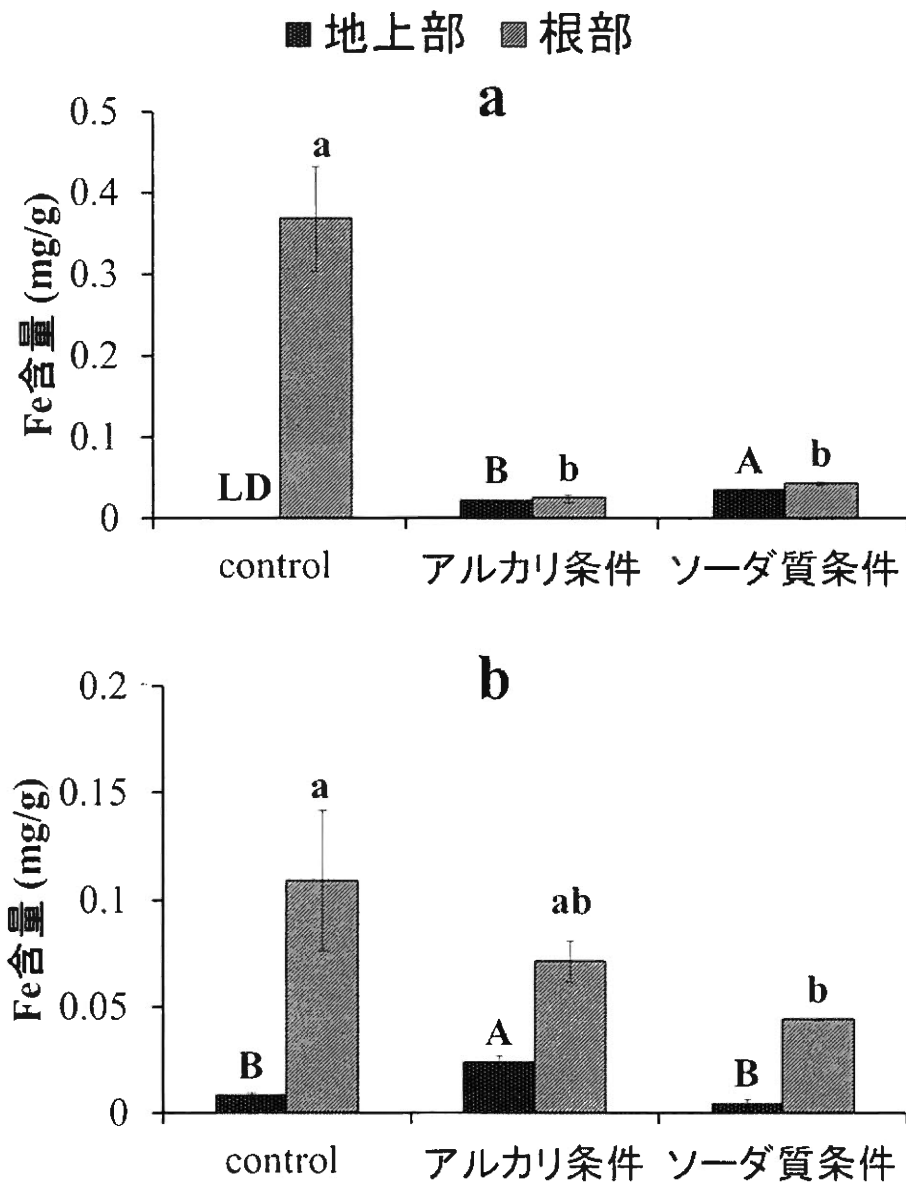 地上部 根部
a
Fe含量 (mg/g)
0.5
0.4
0.3
0.2
0.1
0
a
LD
B b
A b
control アルカリ条件 ソーダ質条件
b
Fe含量 (mg/g)
0.2
0.15
0.1
0.05
0
B a
A ab
B b
control アルカリ条件 ソーダ質条件